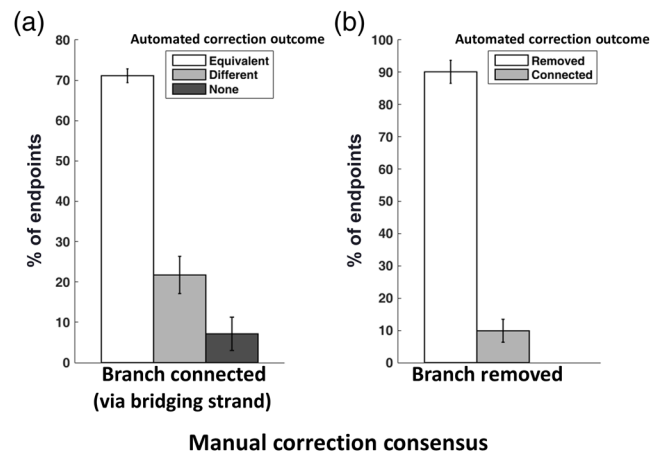 (a)
Automated correction outcome
Equivalent
Different
None
80
70
60
50
40
30
20
10
0
% of endpoints
Branch connected
(via bridging strand)
(b)
Automated correction outcome
Removed
Connected
100
90
80
70
60
50
40
30
20
10
0
% of endpoints
Branch removed
Manual correction consensus